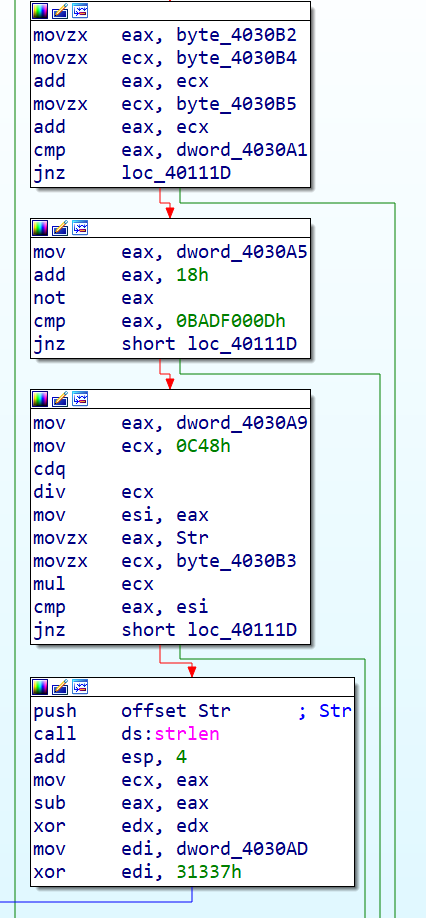 movzx eax, byte_4030B2
movzx ecx, byte_4030B4
add eax, ecx
movzx ecx, byte_4030B5
add eax, ecx
cmp eax, dword_4030A1
jnz loc_40111D
mov eax, dword_4030A5
add eax, 18h
not eax
cmp eax, 0BADF000Dh
jnz short loc_40111D
mov eax, dword_4030A9
mov ecx, 0C48h
cdq
div ecx
mov esi, eax
movzx eax, Str
movzx ecx, byte_4030B3
mul ecx
cmp eax, esi
jnz short loc_40111D
push offset Str ; Str
call ds:strlen
add esp, 4
mov ecx, eax
sub eax, eax
xor edx, edx
mov edi, dword_4030AD
xor edi, 31337h